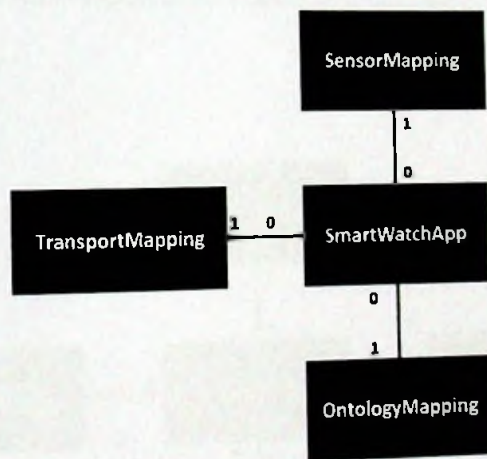 SensorMapping
1
0
TransportMapping
1 0
SmartWatchApp
0
1
OntologyMapping